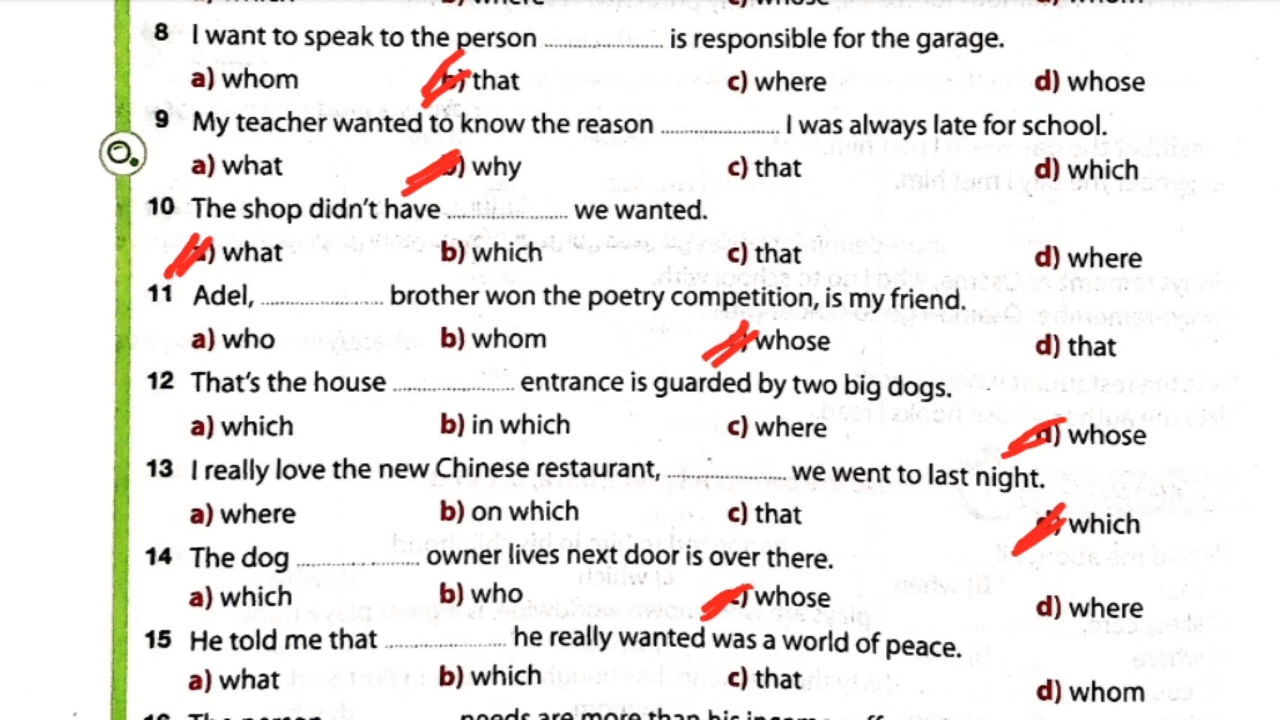 8 I want to speak to the person .................. is responsible for the garage.
a) whom b) that c) where d) whose
9 My teacher wanted to know the reason .................. I was always late for school.
a) what b) why c) that d) which
10 The shop didn't have .................. we wanted.
a) what b) which c) that d) where
11 Adel, .................. brother won the poetry competition, is my friend.
a) who b) whom c) whose d) that
12 That's the house .................. entrance is guarded by two big dogs.
a) which b) in which c) where d) whose
13 I really love the new Chinese restaurant, .................. we went to last night.
a) where b) on which c) that d) which
14 The dog .................. owner lives next door is over there.
a) which b) who c) whose d) where
15 He told me that .................. he really wanted was a world of peace.
a) what b) which c) that d) whom